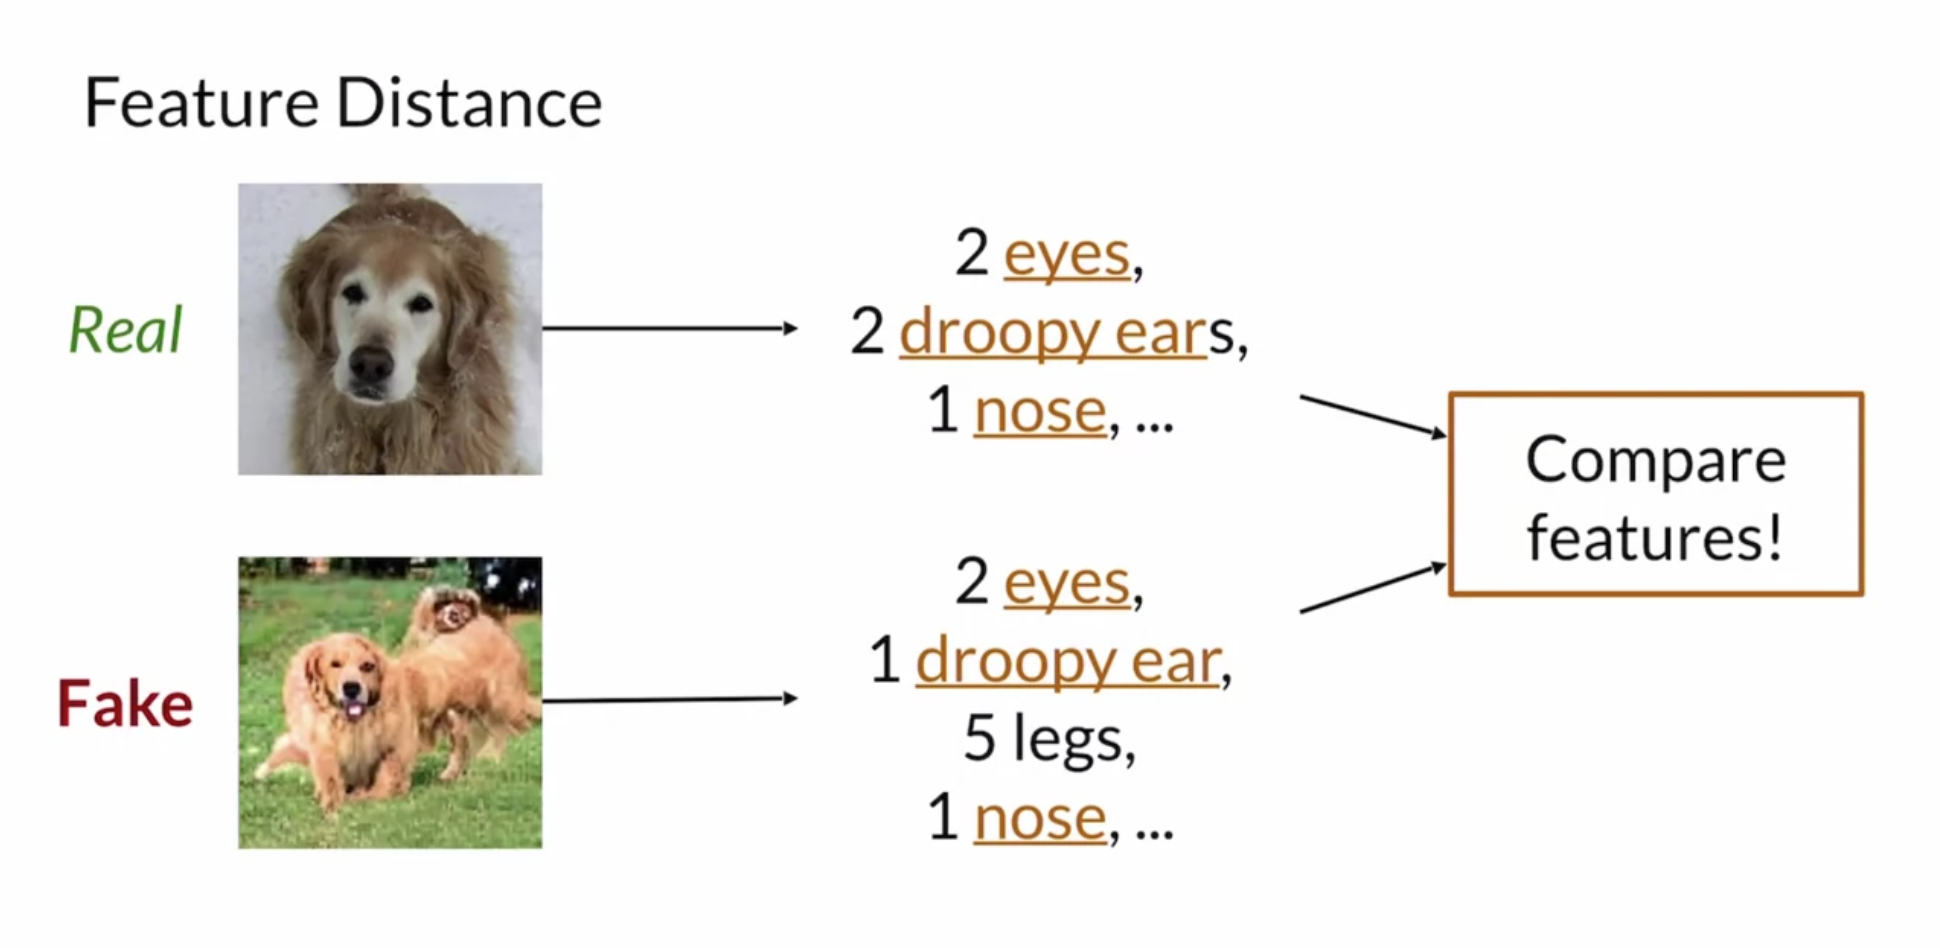 Feature Distance
Real
2 eyes,
2 droopy ears,
1 nose, ...
Compare
features!
Fake
2 eyes,
1 droopy ear,
5 legs,
1 nose, ...